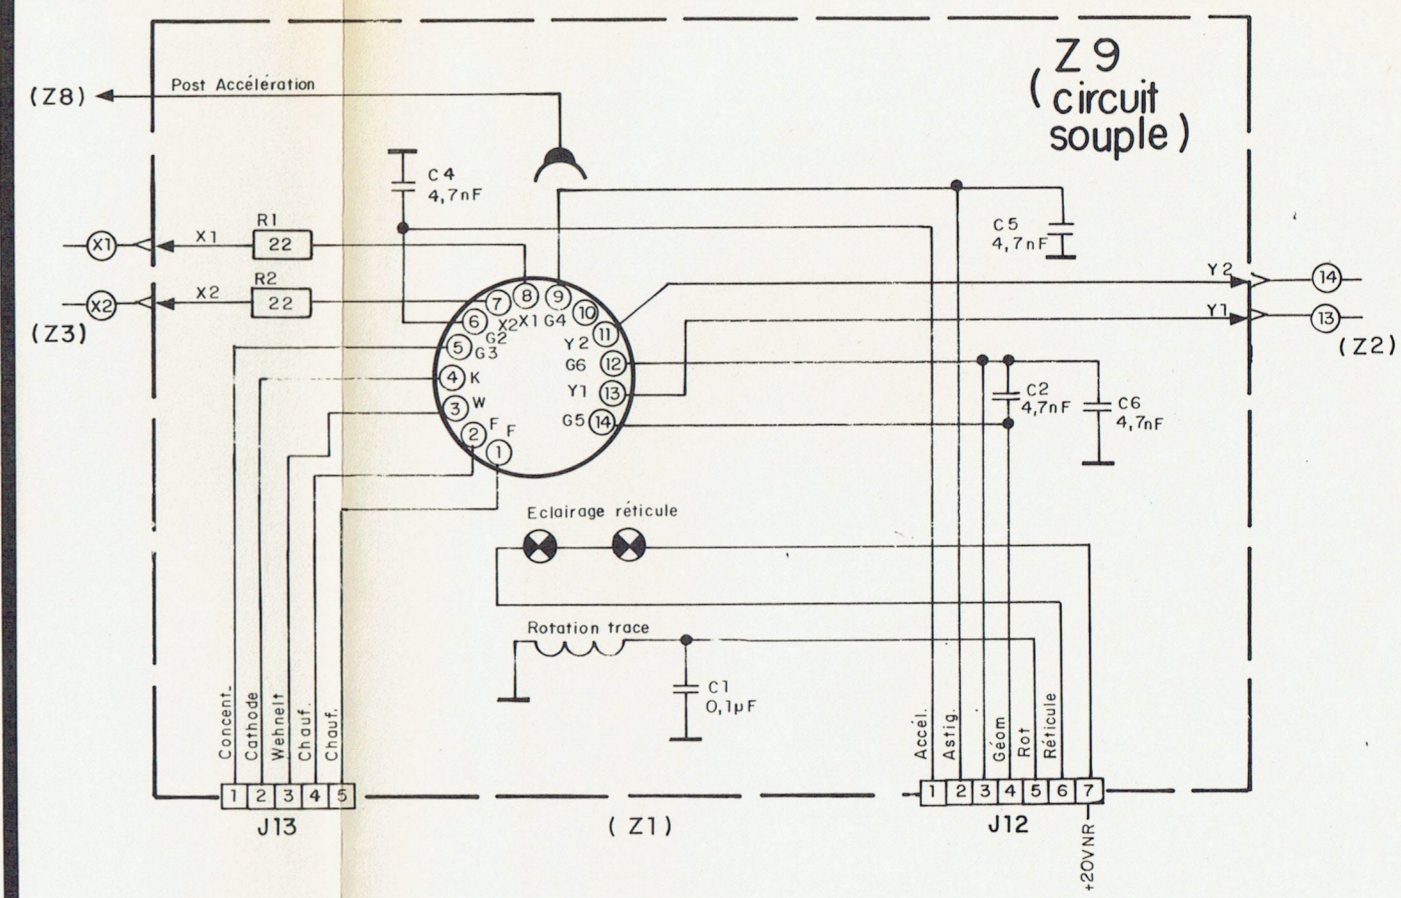 Z 9
(circuit
souple)
(Z8)
Post Accélération
C 4
4,7nF
C 5
4,7nF
X1
X1
R1
22
X2
X2
R2
22
(Z3)
Y2
14
Y1
13
(Z2)
7
8
9
10
11
X2
X1
G4
Y2
6
G2
5
G3
4
K
3
W
2
F
F
1
G6
12
Y1
13
G5
14
C2
4,7nF
C6
4,7nF
Eclairage réticule
Rotation trace
C1
0,1µF
Concent.
Cathode
Wehnelt
Chauf.
Chauf.
Accél.
Astig.
Géom
Rot
Réticule
1 2 3 4 5
J13
(Z1)
1 2 3 4 5 6 7
J12
+20VNR